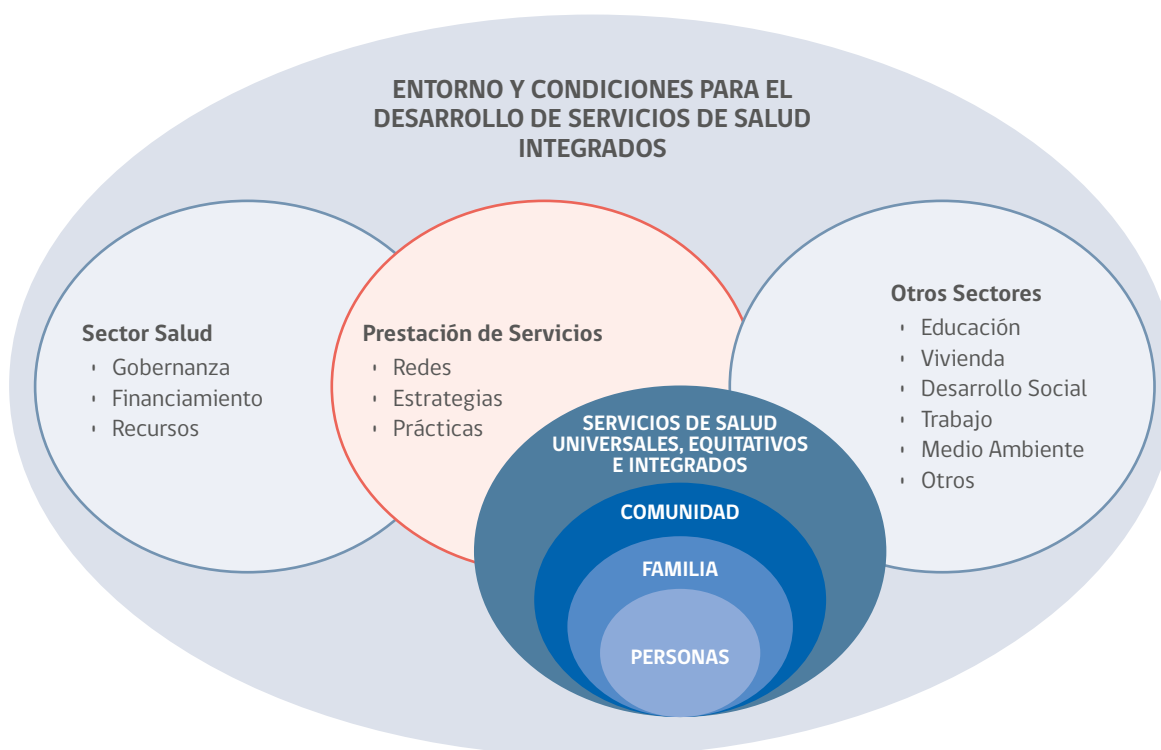 ENTORNO Y CONDICIONES PARA EL
DESARROLLO DE SERVICIOS DE SALUD
INTEGRADOS
Sector Salud
Gobernanza
Financiamiento
Recursos
Prestación de Servicios
Redes
Estrategias
Prácticas
Otros Sectores
Educación
Vivienda
Desarrollo Social
Trabajo
Medio Ambiente
Otros
SERVICIOS DE SALUD
UNIVERSALES, EQUITATIVOS
E INTEGRADOS
COMUNIDAD
FAMILIA
PERSONAS